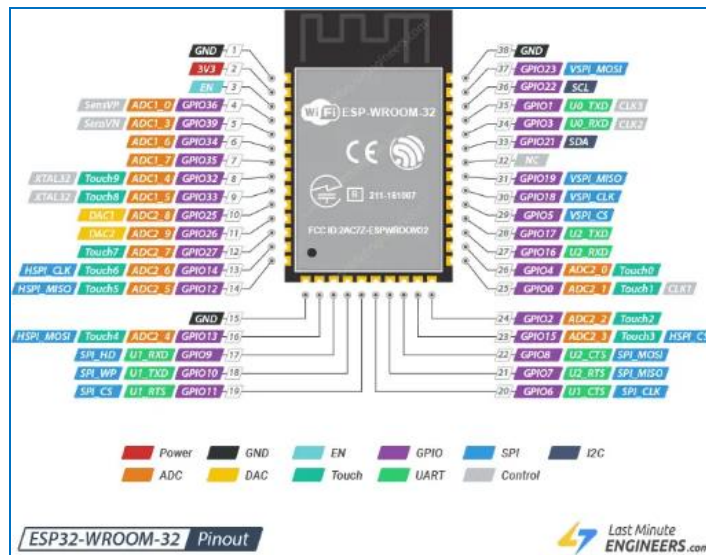 GND 1
3V3 2
EN 3
SensVP ADC1_0 GPIO36 4
SensVN ADC1_3 GPIO39 5
ADC1_6 GPIO34 6
ADC1_7 GPIO35 7
XTAL32 Touch9 ADC1_4 GPIO32 8
XTAL32 Touch8 ADC1_5 GPIO33 9
DAC1 ADC2_8 GPIO25 10
DAC2 ADC2_9 GPIO26 11
Touch7 ADC2_7 GPIO27 12
HSPI_CLK Touch6 ADC2_6 GPIO14 13
HSPI_MISO Touch5 ADC2_5 GPIO12 14
WiFi ESP-WROOM-32
CE
R 211-161007
FCC ID:2AC7Z-ESPWROOM32
38 GND
37 GPIO23 VSPI_MOSI
36 GPIO22 SCL
35 GPIO1 U0_TXD CLK3
34 GPIO3 U0_RXD CLK2
33 GPIO21 SDA
32 NC
31 GPIO19 VSPI_MISO
30 GPIO18 VSPI_CLK
29 GPIO5 VSPI_CS
28 GPIO17 U2_TXD
27 GPIO16 U2_RXD
26 GPIO4 ADC2_0 Touch0
25 GPIO0 ADC2_1 Touch1 CLK1
GND 15
HSPI_MOSI Touch4 ADC2_4 GPIO13 16
SPI_HD U1_RXD GPIO9 17
SPI_WP U1_TXD GPIO10 18
SPI_CS U1_RTS GPIO11 19
24 GPIO2 ADC2_2 Touch2
23 GPIO15 ADC2_3 Touch3 HSPI_CS
22 GPIO8 U2_CTS SPI_MOSI
21 GPIO7 U2_RTS SPI_MISO
20 GPIO6 U1_CTS SPI_CLK
Power GND EN GPIO SPI I2C
ADC DAC Touch UART Control
ESP32-WROOM-32 Pinout
Last Minute
ENGINEERS.com